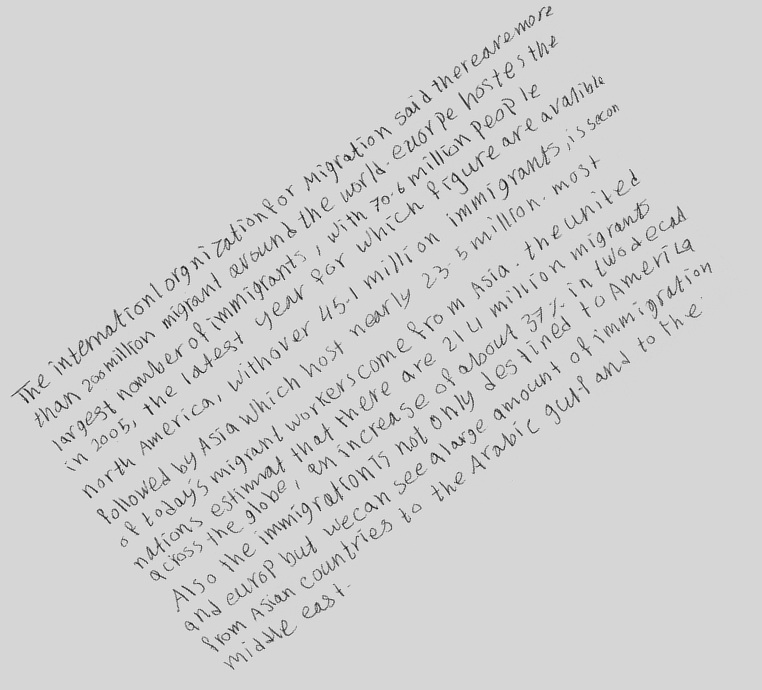 The internationl orgnization for Migration said there are more
than 200 million migrant around the world. euorpe hostes the
largest nomber of immigrants, with 70.6 million people
in 2005, the latest year for which figure are avalible
north America, with over 45.1 million immigrants, is secon
followed by Asia which host nearly 23.5 million. most
of today's migrant workers come from Asia. the united
nations estimat that there are 214 million migrants
across the globe, an increase of about 37% in two decad
Also the immigration is not only destined to America
and europ but we can see a large amount of immigration
from Asian countries to the Arabic gulf and to the
middle east.